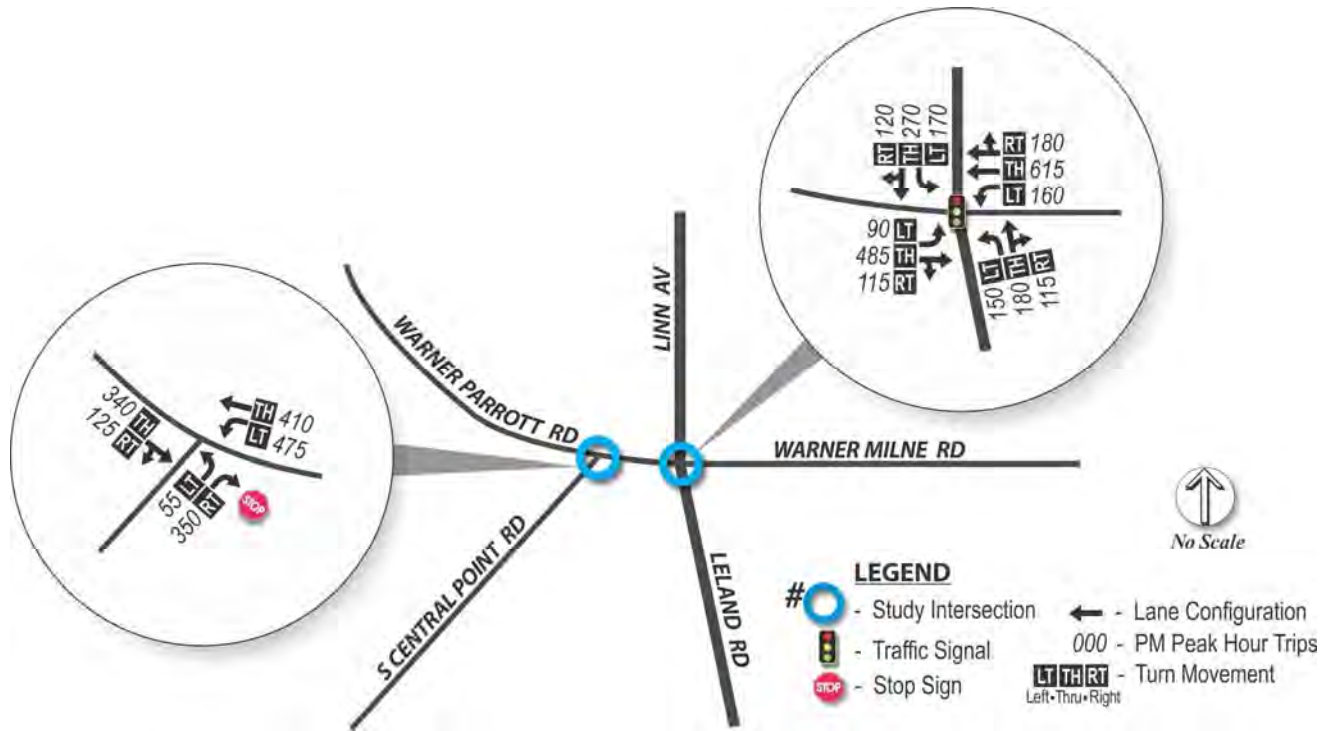 RT 120
TH 270
LT 170
RT 180
TH 615
LT 160
90 LT
485 TH
115 RT
LT 150
TH 180
RT 115
LINN AV
WARNER PARROTT RD
340 TH
125 RT
TH 410
LT 475
55 LT
350 RT
STOP
WARNER MILNE RD
S CENTRAL POINT RD
LELAND RD
No Scale
LEGEND
# - Study Intersection
- Traffic Signal
STOP - Stop Sign
- Lane Configuration
000 - PM Peak Hour Trips
LT TH RT - Turn Movement
Left•Thru•Right